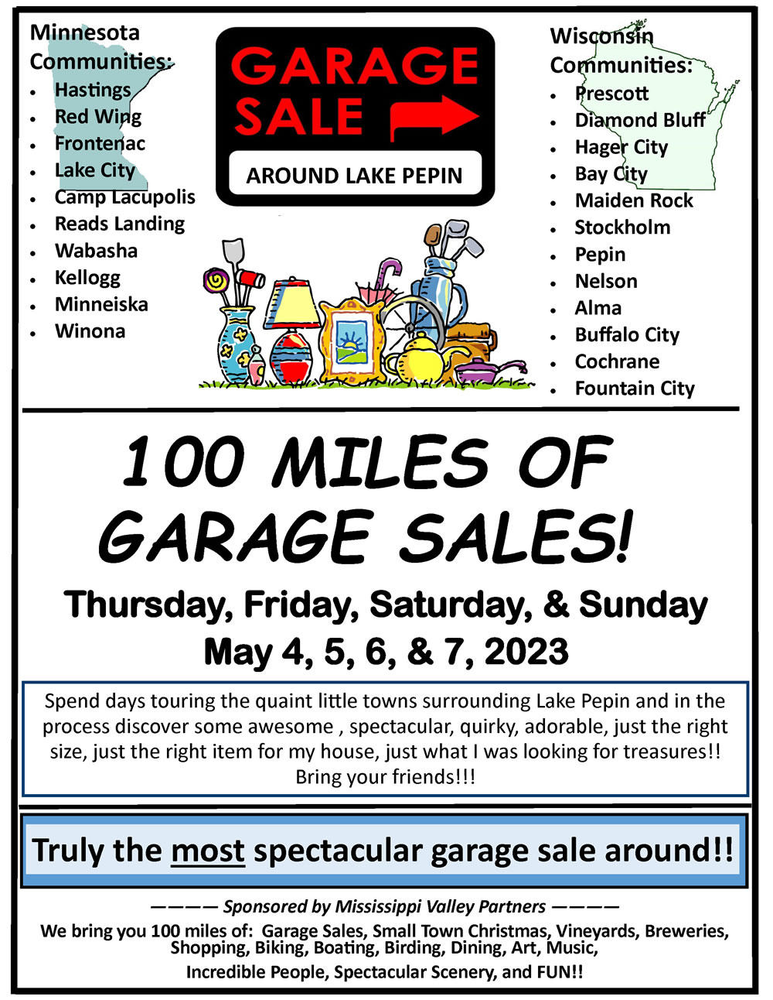 Minnesota
Communities:
• Hastings
• Red Wing
• Frontenac
• Lake City
• Camp Lacupolis
• Reads Landing
• Wabasha
• Kellogg
• Minneiska
• Winona
GARAGE
SALE
AROUND LAKE PEPIN
Wisconsin
Communities:
• Prescott
• Diamond Bluff
• Hager City
• Bay City
• Maiden Rock
• Stockholm
• Pepin
• Nelson
• Alma
• Buffalo City
• Cochrane
• Fountain City
100 MILES OF
GARAGE SALES!
Thursday, Friday, Saturday, & Sunday
May 4, 5, 6, & 7, 2023
Spend days touring the quaint little towns surrounding Lake Pepin and in the
process discover some awesome , spectacular, quirky, adorable, just the right
size, just the right item for my house, just what I was looking for treasures!!
Bring your friends!!!
Truly the most spectacular garage sale around!!
———— Sponsored by Mississippi Valley Partners ————
We bring you 100 miles of:  Garage Sales, Small Town Christmas, Vineyards, Breweries,
Shopping, Biking, Boating, Birding, Dining, Art, Music,
Incredible People, Spectacular Scenery, and FUN!!